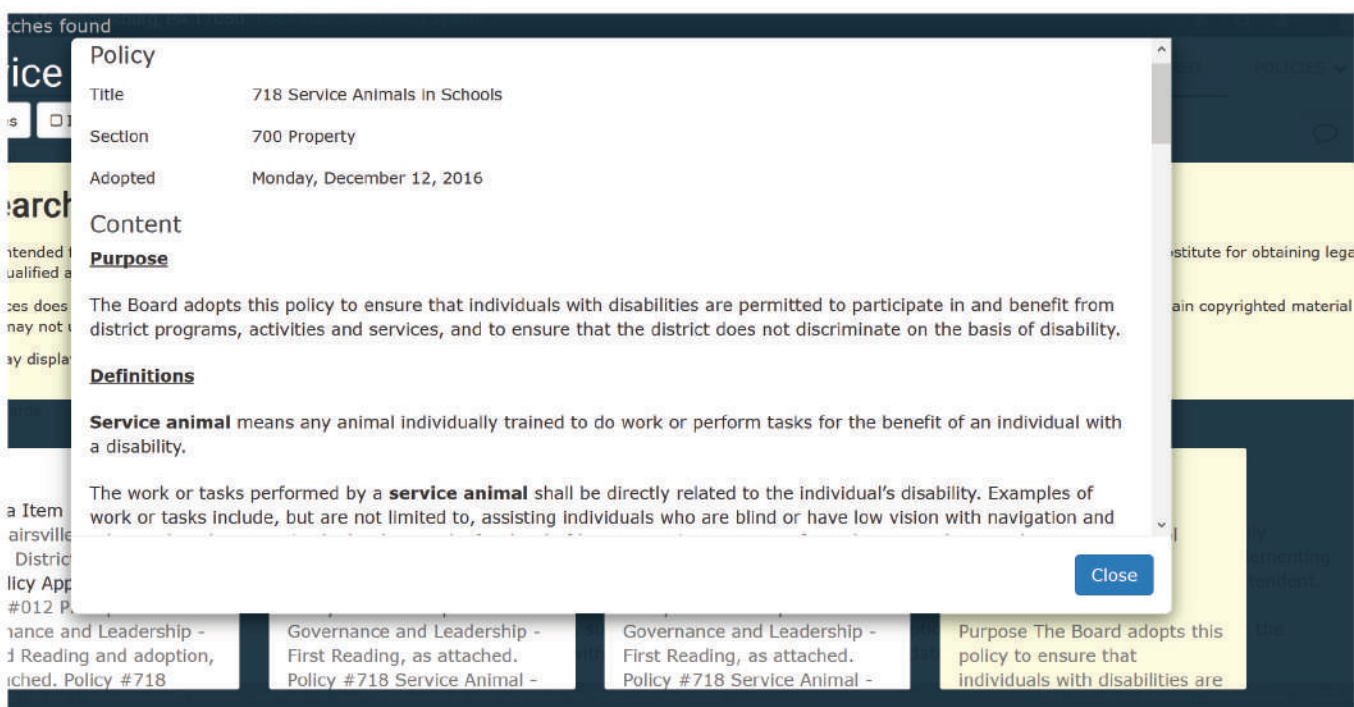 tches found
Policy
Title 718 Service Animals in Schools
Section 700 Property
Adopted Monday, December 12, 2016
Content
Purpose
The Board adopts this policy to ensure that individuals with disabilities are permitted to participate in and benefit from
district programs, activities and services, and to ensure that the district does not discriminate on the basis of disability.
Definitions
Service animal means any animal individually trained to do work or perform tasks for the benefit of an individual with
a disability.
The work or tasks performed by a service animal shall be directly related to the individual's disability. Examples of
work or tasks include, but are not limited to, assisting individuals who are blind or have low vision with navigation and
Close
POLICIES
vice
earch
ntended
ualified a
ces does
may not u
ay displa
stitute for obtaining lega
ain copyrighted material
a Item
airsville
Distric
licy App
#012 P
nance and Leadership -
d Reading and adoption,
ached. Policy #718
Governance and Leadership -
First Reading, as attached.
Policy #718 Service Animal -
Governance and Leadership -
First Reading, as attached.
Policy #718 Service Animal -
Purpose The Board adopts this
policy to ensure that
individuals with disabilities are